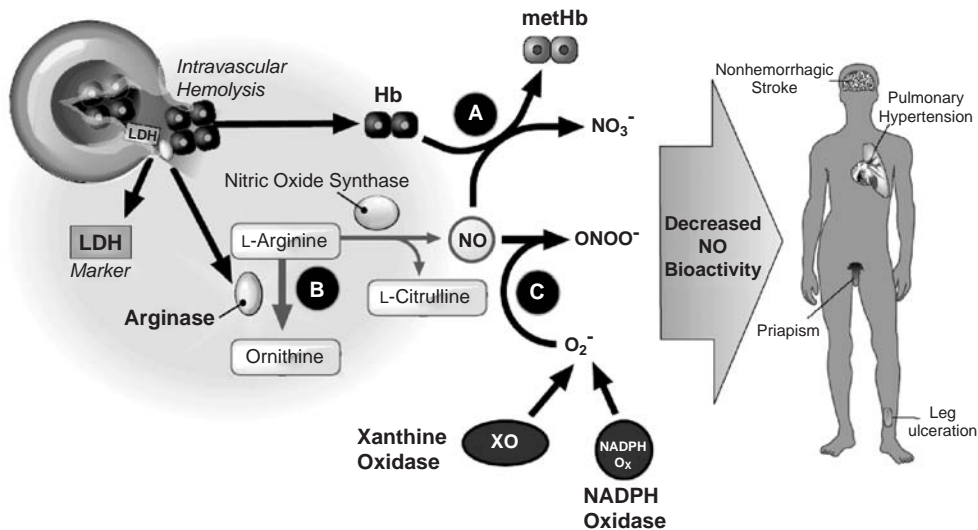 metHb
Intravascular
Hemolysis
Hb
A
NO₃⁻
LDH
Nitric Oxide Synthase
LDH
Marker
L-Arginine
NO
ONOO⁻
B
L-Citrulline
C
Arginase
Ornithine
O₂⁻
Xanthine
Oxidase
XO
NADPH
Oₓ
NADPH
Oxidase
Decreased
NO
Bioactivity
Nonhemorrhagic
Stroke
Pulmonary
Hypertension
Priapism
Leg
ulceration